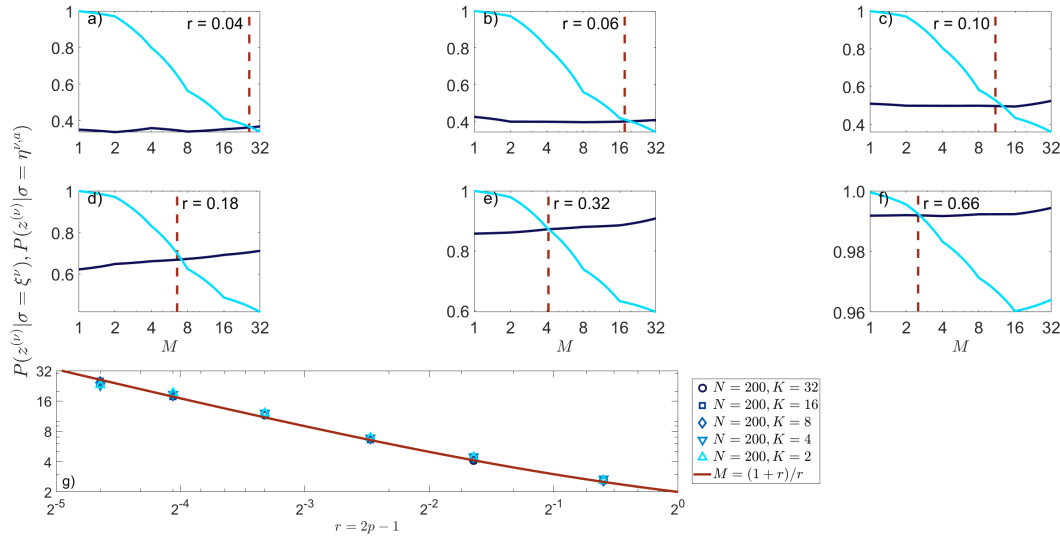 a)
r = 0.04
1
0.8
0.6
0.4
1 2 4 8 16 32
b)
r = 0.06
1
0.8
0.6
0.4
1 2 4 8 16 32
c)
r = 0.10
1
0.8
0.6
0.4
1 2 4 8 16 32
P(z^{(ν)}|σ = ξ^ν), P(z^{(ν)}|σ = η^{ν,a})
d)
r = 0.18
1
0.8
0.6
1 2 4 8 16 32
M
e)
r = 0.32
1
0.8
0.6
1 2 4 8 16 32
M
f)
r = 0.66
1.0
0.98
0.96
1 2 4 8 16 32
M
32
16
8
4
2
g)
2^{-5} 2^{-4} 2^{-3} 2^{-2} 2^{-1} 2^0
r = 2p − 1
N = 200, K = 32
N = 200, K = 16
N = 200, K = 8
N = 200, K = 4
N = 200, K = 2
M = (1 + r)/r